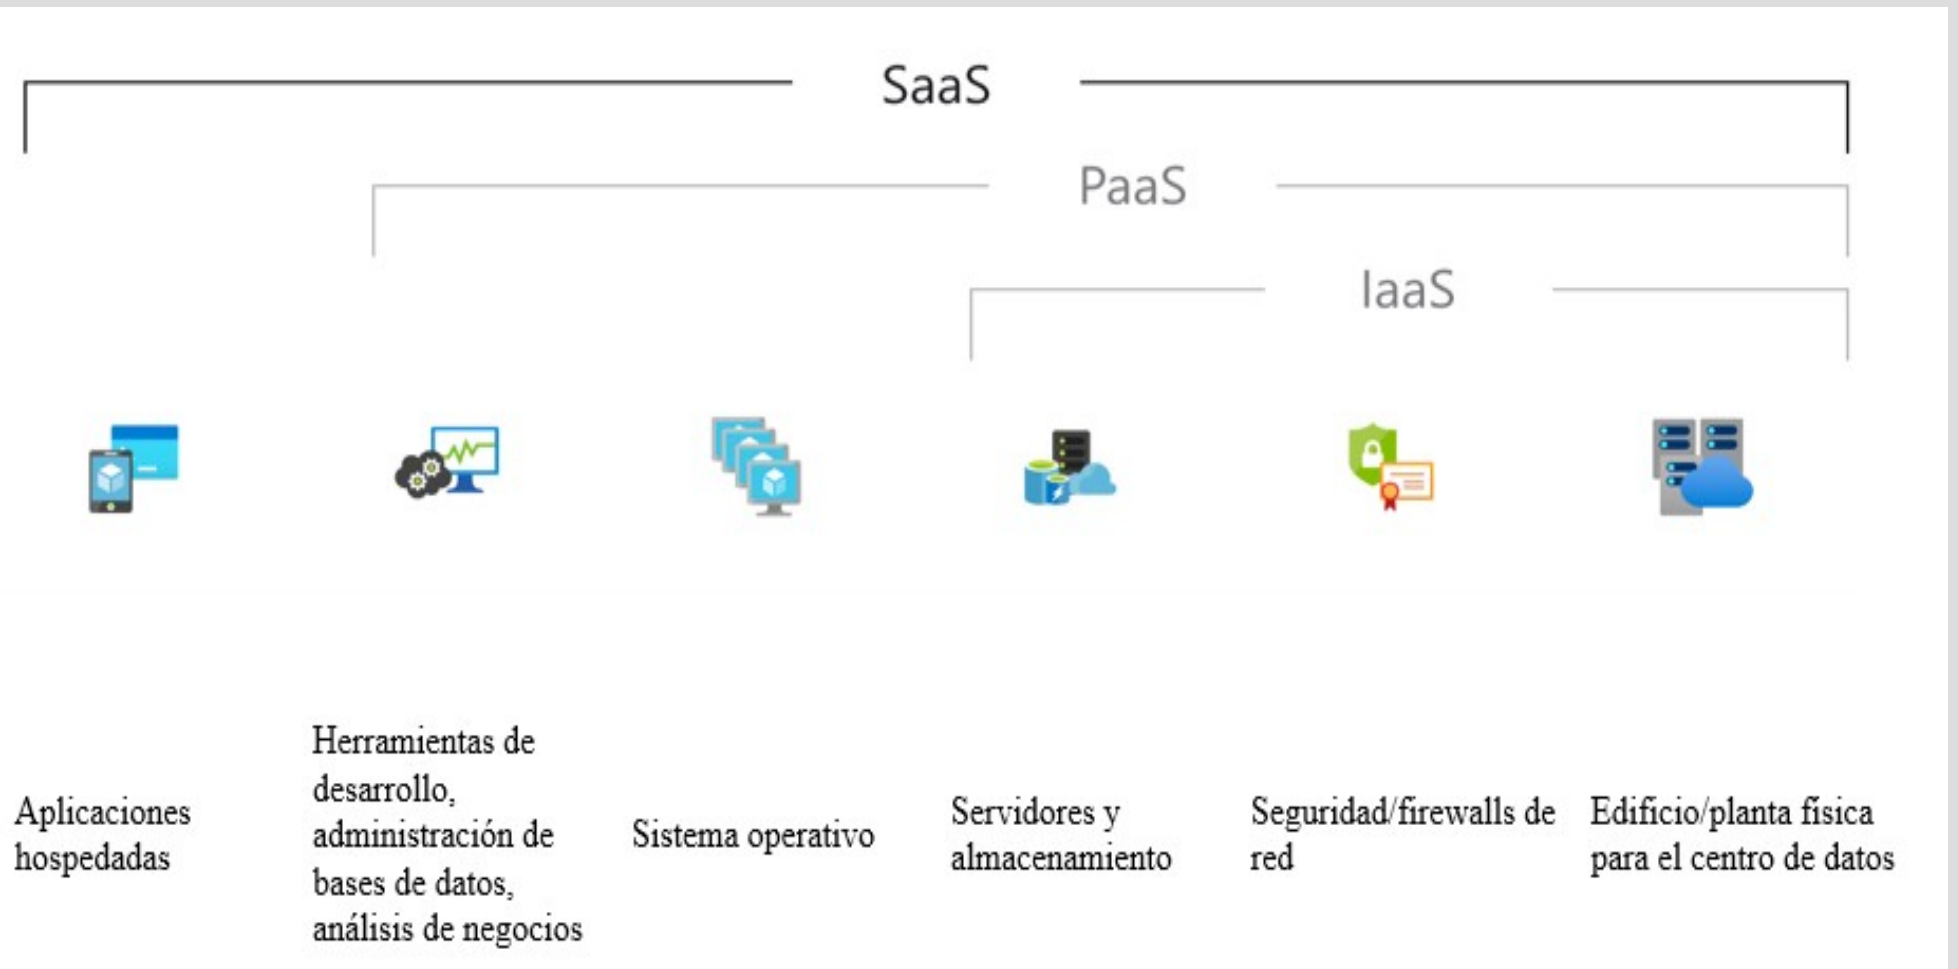 SaaS
PaaS
IaaS
Aplicaciones
hospedadas
Herramientas de
desarrollo,
administración de
bases de datos,
análisis de negocios
Sistema operativo
Servidores y
almacenamiento
Seguridad/firewalls de
red
Edificio/planta física
para el centro de datos